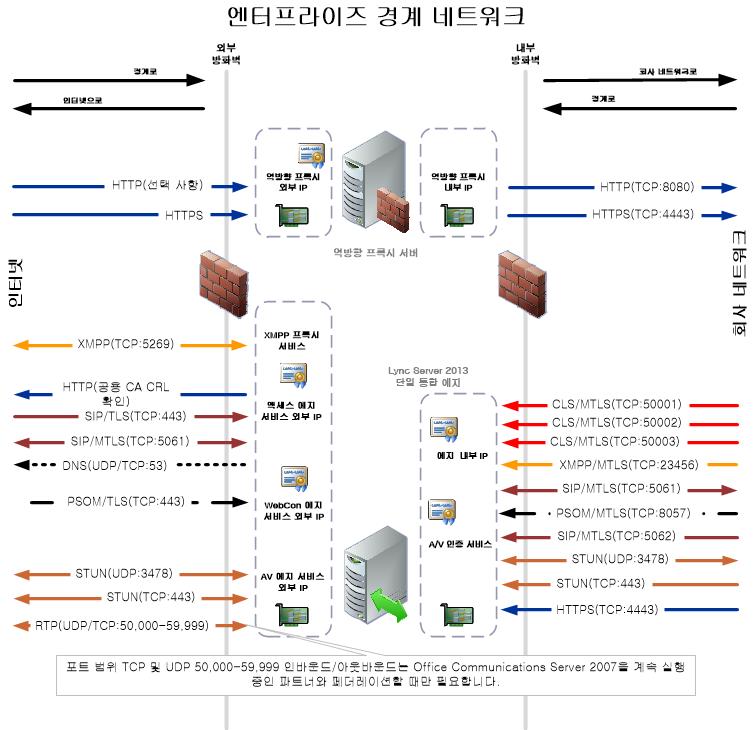 엔터프라이즈 경계 네트워크
외부
방화벽
내부
방화벽
경계로
인터넷으로
회사 네트워크로
경계로
HTTP(선택 사항)
HTTPS
역방향 프록시
외부 IP
역방향 프록시
내부 IP
HTTP(TCP:8080)
HTTPS(TCP:4443)
역방향 프록시 서버
인터넷
회사 네트워크
XMPP(TCP:5269)
HTTP(공용 CA CRL
확인)
SIP/TLS(TCP:443)
SIP/MTLS(TCP:5061)
DNS(UDP/TCP:53)
PSOM/TLS(TCP:443)
STUN(UDP:3478)
STUN(TCP:443)
RTP(UDP/TCP:50,000-59,999)
XMPP 프록시
서비스
액세스 에지
서비스 외부 IP
WebCon 에지
서비스 외부 IP
AV 에지 서비스
외부 IP
Lync Server 2013
단일 통합 에지
에지 내부 IP
A/V 인증 서비스
CLS/MTLS(TCP:50001)
CLS/MTLS(TCP:50002)
CLS/MTLS(TCP:50003)
XMPP/MTLS(TCP:23456)
SIP/MTLS(TCP:5061)
PSOM/MTLS(TCP:8057)
SIP/MTLS(TCP:5062)
STUN(UDP:3478)
STUN(TCP:443)
HTTPS(TCP:4443)
포트 범위 TCP 및 UDP 50,000-59,999 인바운드/아웃바운드는 Office Communications Server 2007을 계속 실행
중인 파트너와 페더레이션할 때만 필요합니다.